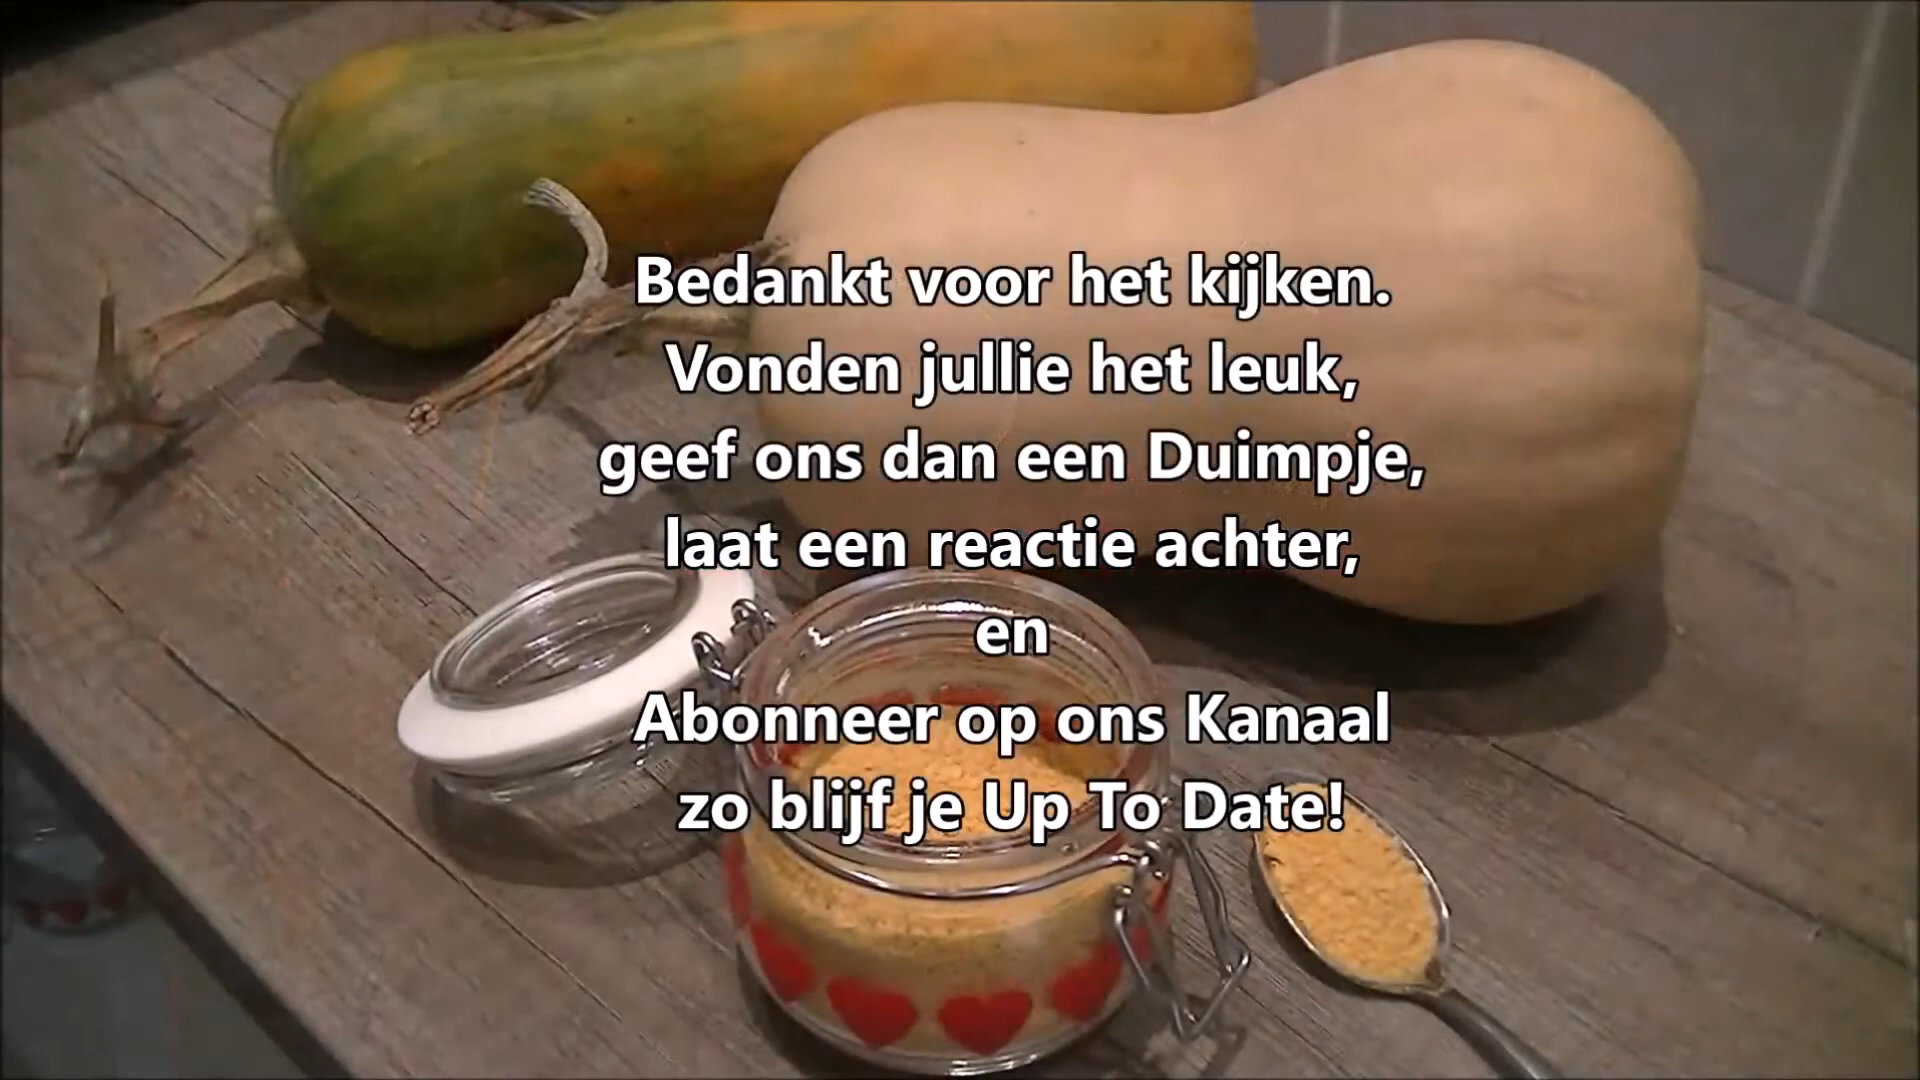 Bedankt voor het kijken.
Vonden jullie het leuk,
geef ons dan een Duimpje,
laat een reactie achter,
en
Abonneer op ons Kanaal
zo blijf je Up To Date!